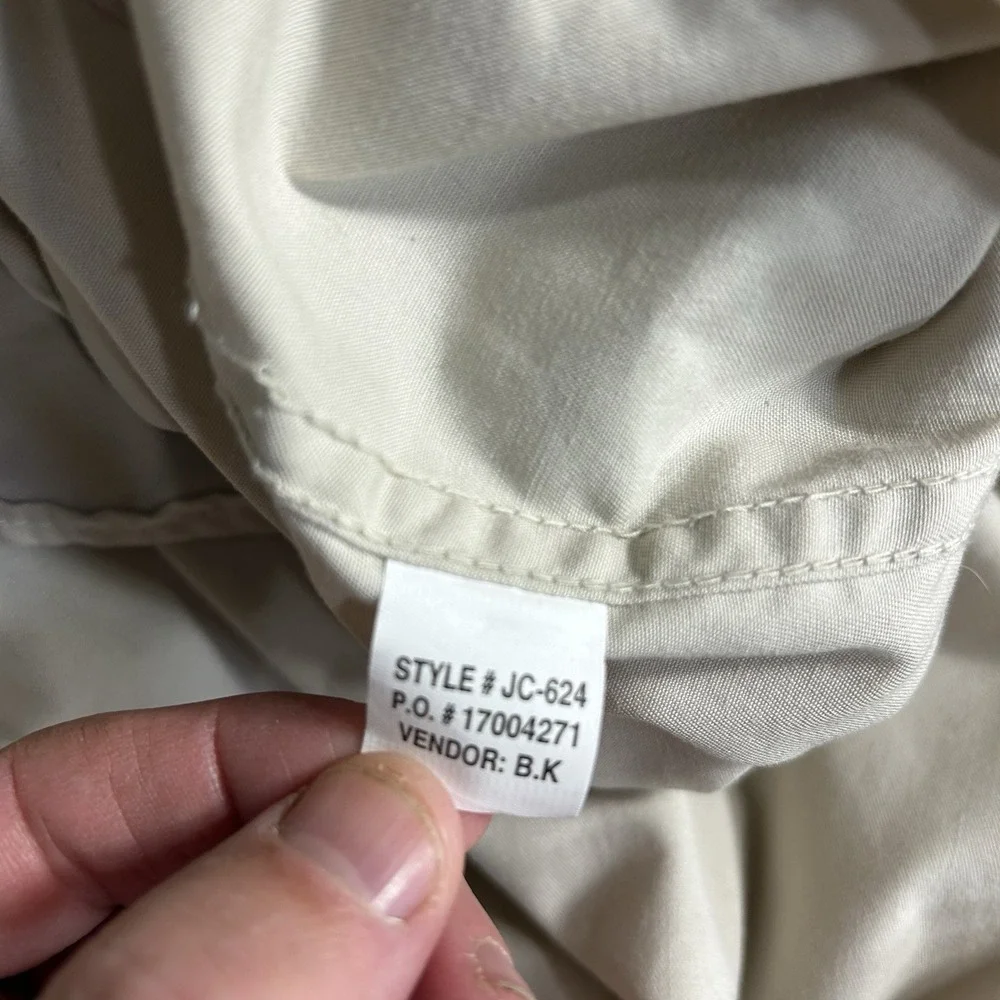 STYLE # JC-624
P.O. # 17004271
VENDOR: B.K